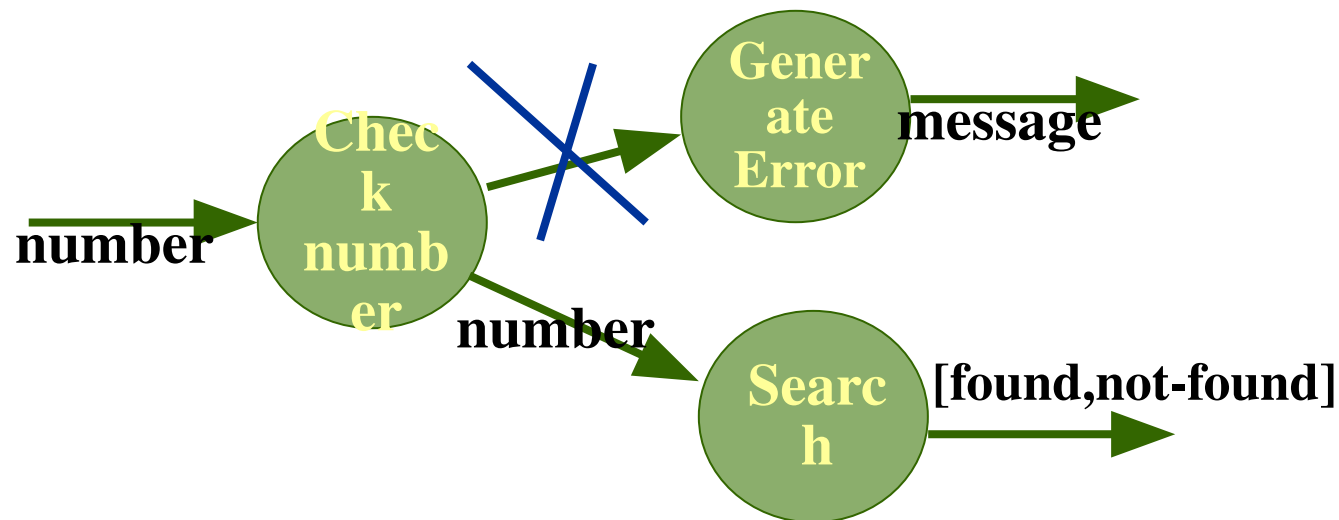 number
Chec
k
numb
er
number
Gener
ate
Error
message
Searc
h
[found,not-found]